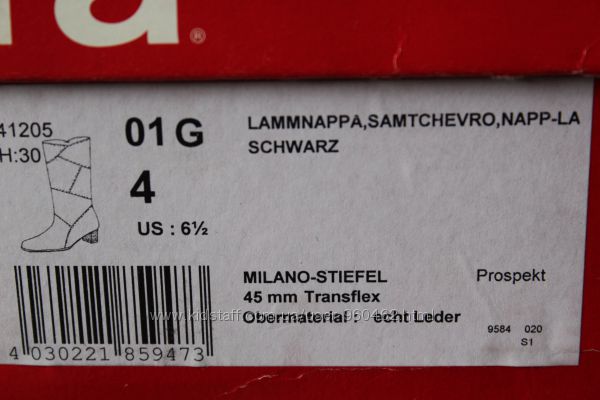 ra®
41205
H:30
01 G
4
US : 6½
LAMMNAPPA,SAMTCHEVRO,NAPP-LA
SCHWARZ
MILANO-STIEFEL
45 mm Transflex
Obermaterial : echt Leder
Prospekt
9584 020
S1
4 030221 859473